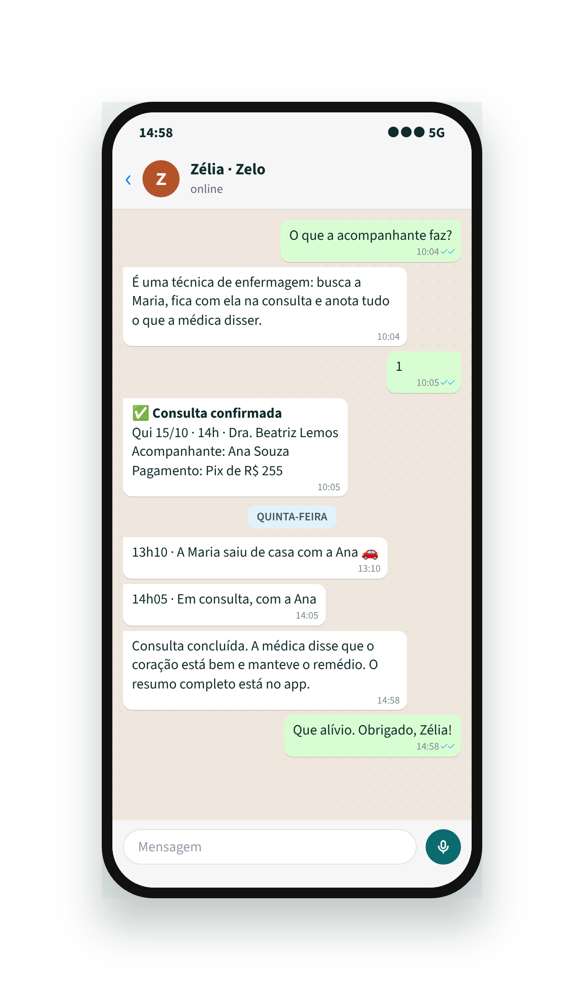 14:58
5G
Z
Zélia · Zelo
online
O que a acompanhante faz?
10:04
É uma técnica de enfermagem: busca a
Maria, fica com ela na consulta e anota tudo
o que a médica disser.
10:04
1
10:05
✅ Consulta confirmada
Qui 15/10 · 14h · Dra. Beatriz Lemos
Acompanhante: Ana Souza
Pagamento: Pix de R$ 255
10:05
QUINTA-FEIRA
13h10 · A Maria saiu de casa com a Ana 🚗
13:10
14h05 · Em consulta, com a Ana
14:05
Consulta concluída. A médica disse que o
coração está bem e manteve o remédio. O
resumo completo está no app.
14:58
Que alívio. Obrigado, Zélia!
14:58
Mensagem